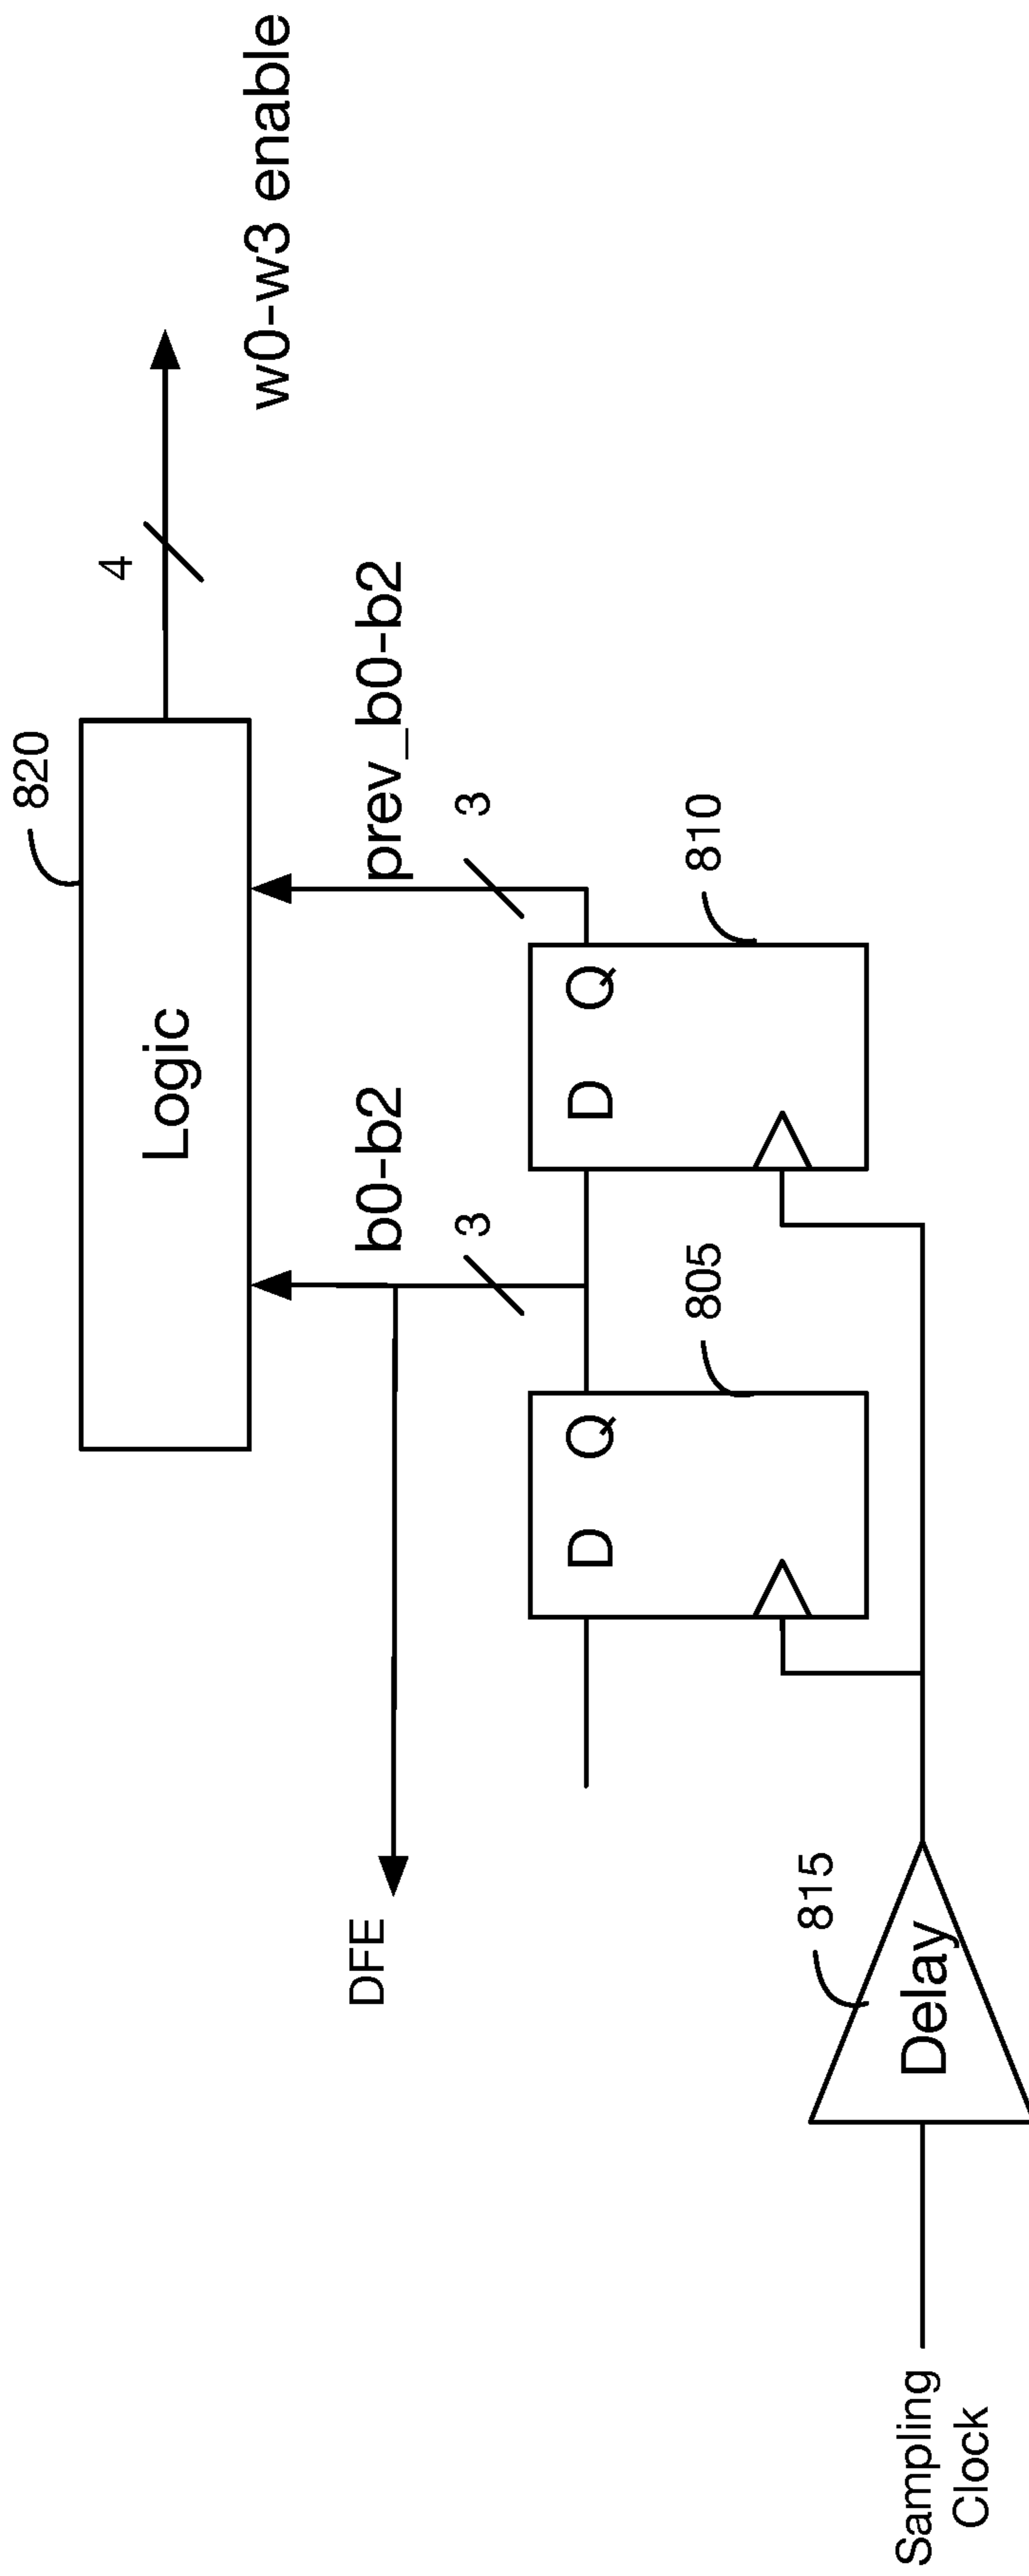 820
Logic
4
w0-w3 enable
b0-b2
prev_b0-b2
3
3
DFE
D Q
805
D Q
810
815
Delay
Sampling
Clock